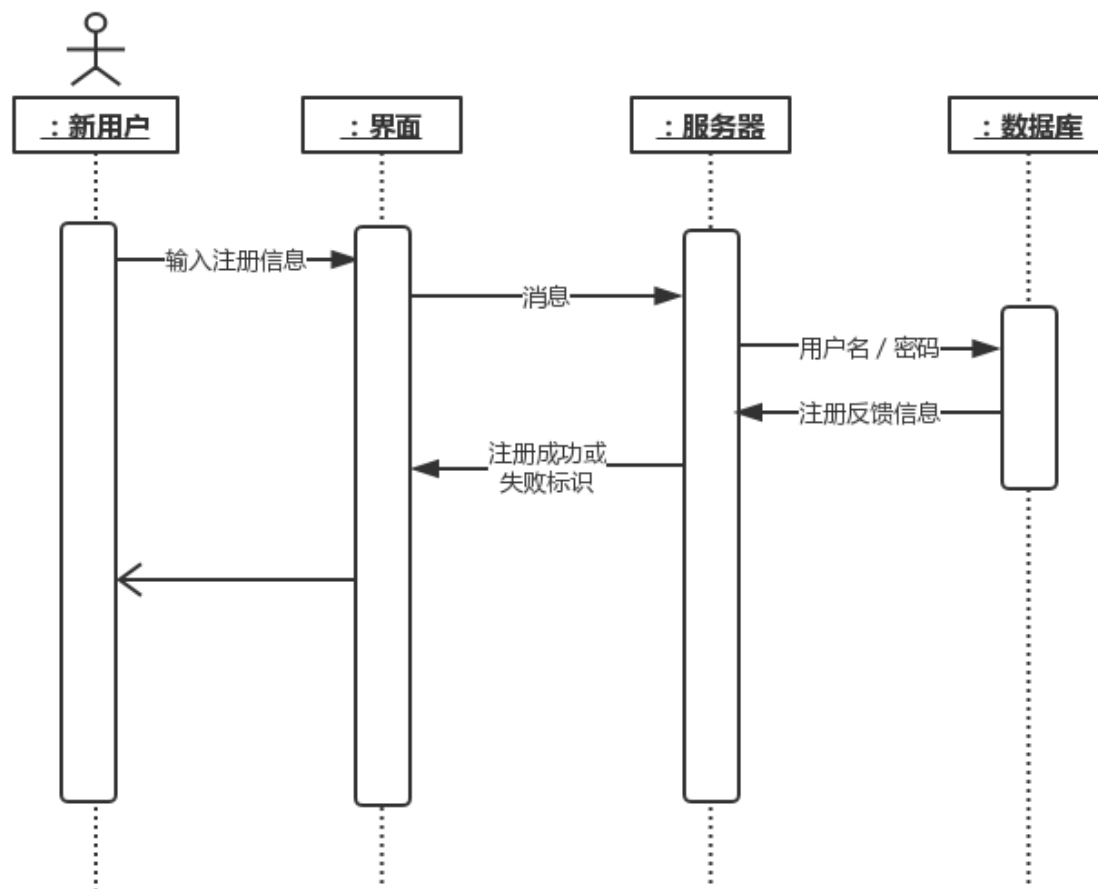 ：新用户
：界面
：服务器
：数据库
输入注册信息
消息
用户名 / 密码
注册反馈信息
注册成功或
失败标识